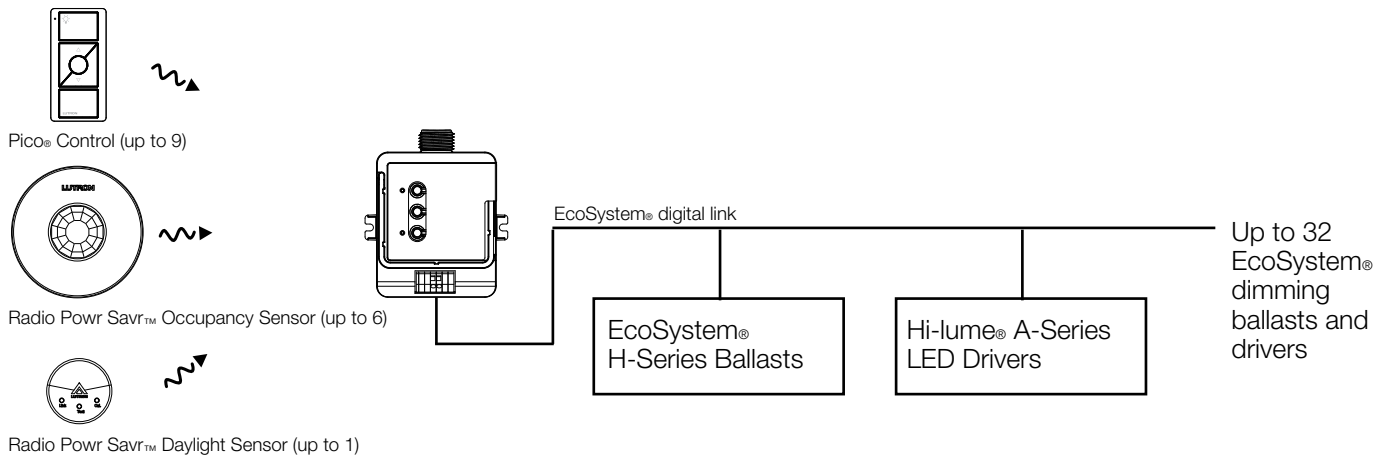 Pico® Control (up to 9)
LUTRON
Radio Powr Savr™ Occupancy Sensor (up to 6)
Radio Powr Savr™ Daylight Sensor (up to 1)
EcoSystem® digital link
EcoSystem®
H-Series Ballasts
Hi-lume® A-Series
LED Drivers
Up to 32
EcoSystem®
dimming
ballasts and
drivers